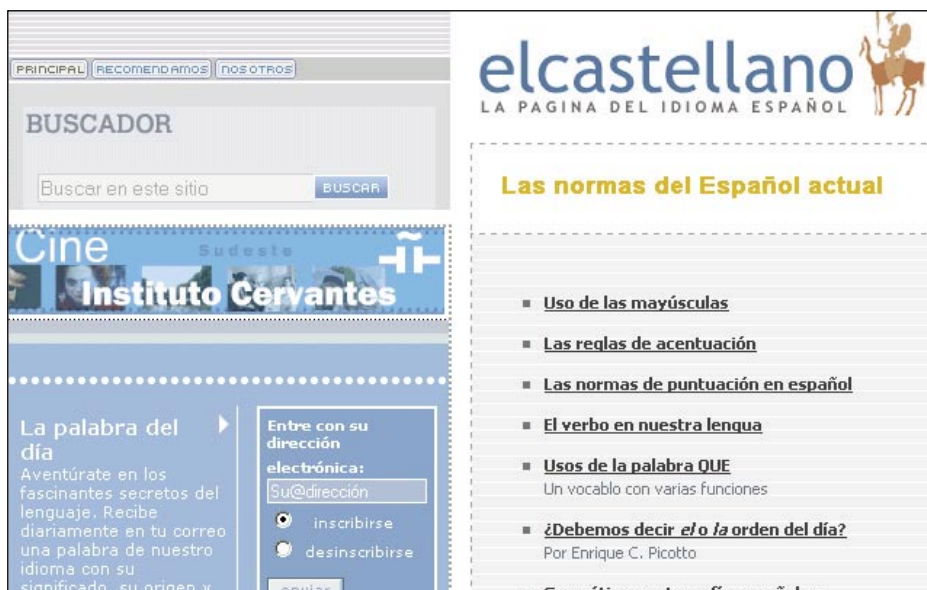 PRINCIPAL RECOMENDAMOS NOSOTROS
BUSCADOR
Buscar en este sitio BUSCAR
Cine
Sudeste
Instituto Cervantes
La palabra del
día
Aventúrate en los
fascinantes secretos del
lenguaje. Recibe
diariamente en tu correo
una palabra de nuestro
idioma con su
significado, su origen y
Entre con su
dirección
electrónica:
Su@dirección
inscribirse
desinscribirse
enviar
elcastellano
LA PAGINA DEL IDIOMA ESPAÑOL
Las normas del Español actual
Uso de las mayúsculas
Las reglas de acentuación
Las normas de puntuación en español
El verbo en nuestra lengua
Usos de la palabra QUE
Un vocablo con varias funciones
¿Debemos decir el o la orden del día?
Por Enrique C. Picotto